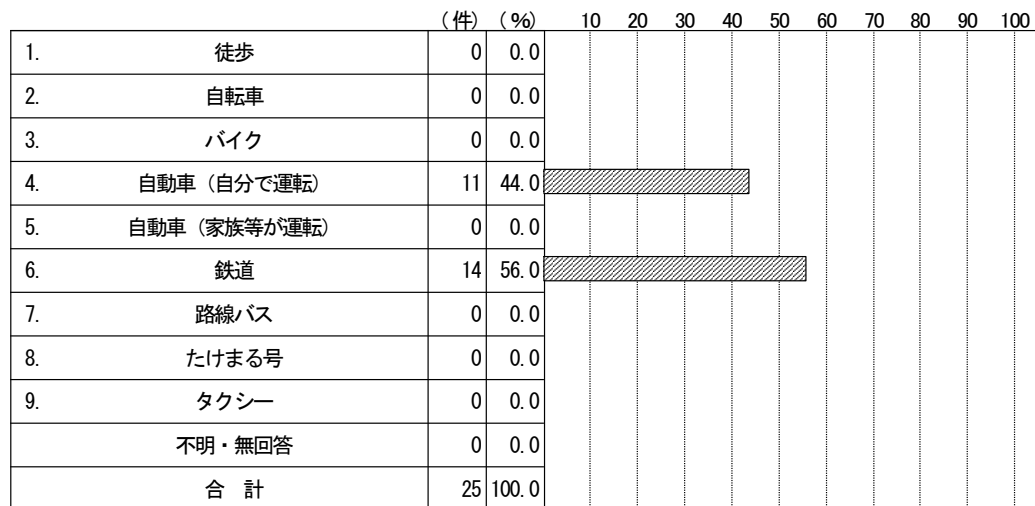 (件) (%) 10 20 30 40 50 60 70 80 90 100
1. 徒歩 0 0.0
2. 自転車 0 0.0
3. バイク 0 0.0
4. 自動車（自分で運転） 11 44.0
5. 自動車（家族等が運転） 0 0.0
6. 鉄道 14 56.0
7. 路線バス 0 0.0
8. たけまる号 0 0.0
9. タクシー 0 0.0
不明・無回答 0 0.0
合 計 25 100.0